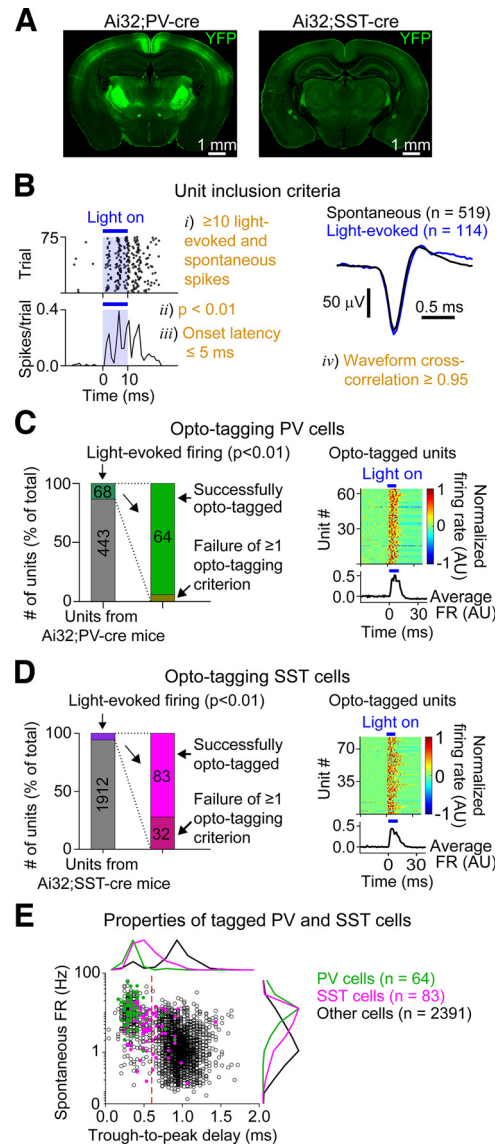 A
Ai32;PV-cre
Ai32;SST-cre
YFP
YFP
1 mm
1 mm
B
Unit inclusion criteria
Light on
75
Trial
i) ≥10 light-
evoked and
spontaneous
spikes
0.4
Spikes/trial
0.0
ii) p < 0.01
iii) Onset latency
≤ 5 ms
0 10
Time (ms)
Spontaneous (n = 519)
Light-evoked (n = 114)
50 μV
0.5 ms
iv) Waveform cross-
correlation ≥ 0.95
C
Opto-tagging PV cells
Light-evoked firing (p<0.01)
# of units (% of total)
100
50
0
68
443
64
Successfully
opto-tagged
Failure of ≥1
opto-tagging
criterion
Units from
Ai32;PV-cre mice
Opto-tagged units
Light on
Unit #
60
40
20
0
1
0
-1
Normalized
firing rate (AU)
0.5
0.0
Average
FR (AU)
0 30
Time (ms)
D
Opto-tagging SST cells
Light-evoked firing (p<0.01)
# of units (% of total)
100
50
0
1912
83
32
Successfully
opto-tagged
Failure of ≥1
opto-tagging
criterion
Units from
Ai32;SST-cre mice
Opto-tagged units
Light on
Unit #
70
35
0
1
0
-1
Normalized
firing rate (AU)
0.5
0.0
Average
FR (AU)
0 30
Time (ms)
E
Properties of tagged PV and SST cells
Spontaneous FR (Hz)
100
1
0
0.0 0.5 1.0 1.5 2.0
Trough-to-peak delay (ms)
PV cells (n = 64)
SST cells (n = 83)
Other cells (n = 2391)